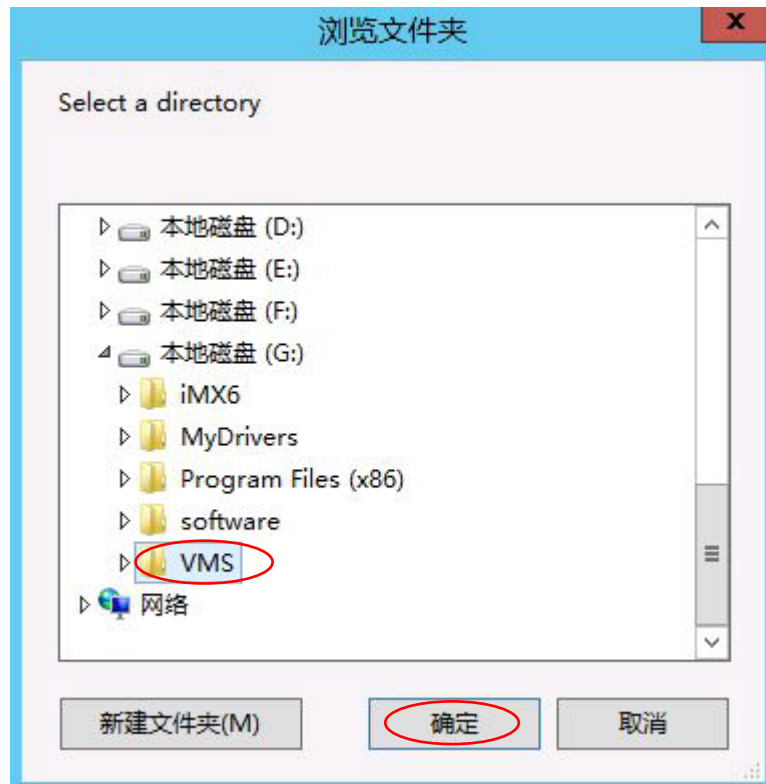 浏览文件夹
x
Select a directory
本地磁盘 (D:)
本地磁盘 (E:)
本地磁盘 (F:)
本地磁盘 (G:)
iMX6
MyDrivers
Program Files (x86)
software
VMS
网络
新建文件夹(M) 确定 取消